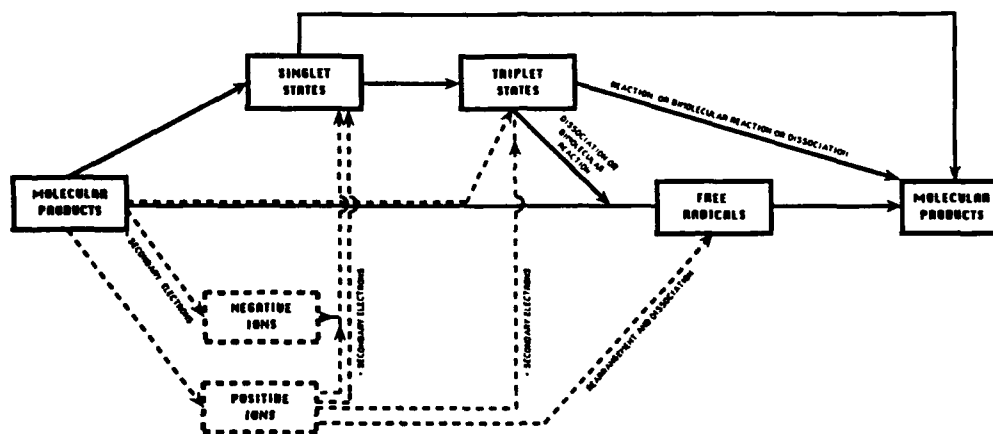 SINGLET
STATES
TRIPLET
STATES
REACTION OR BIMOLECULAR REACTION OR DISSOCIATION
DISSOCIATION OR
BIMOLECULAR
REACTION
MOLECULAR
PRODUCTS
FREE
RADICALS
MOLECULAR
PRODUCTS
- SECONDARY ELECTRONS
NEGATIVE
IONS
- SECONDARY ELECTRONS
- SECONDARY ELECTRONS
REARRANGEMENT AND DISSOCIATION
POSITIVE
IONS